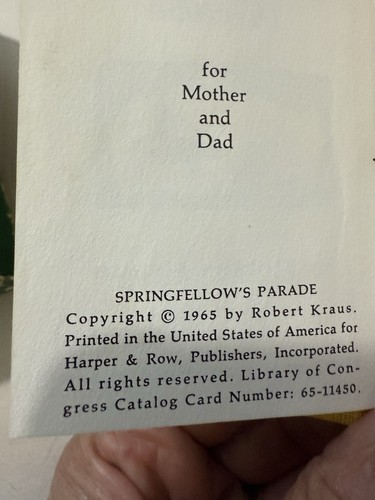 for
Mother
and
Dad
SPRINGFELLOW'S PARADE
Copyright © 1965 by Robert Kraus.
Printed in the United States of America for
Harper & Row, Publishers, Incorporated.
All rights reserved. Library of Con-
gress Catalog Card Number: 65-11450.